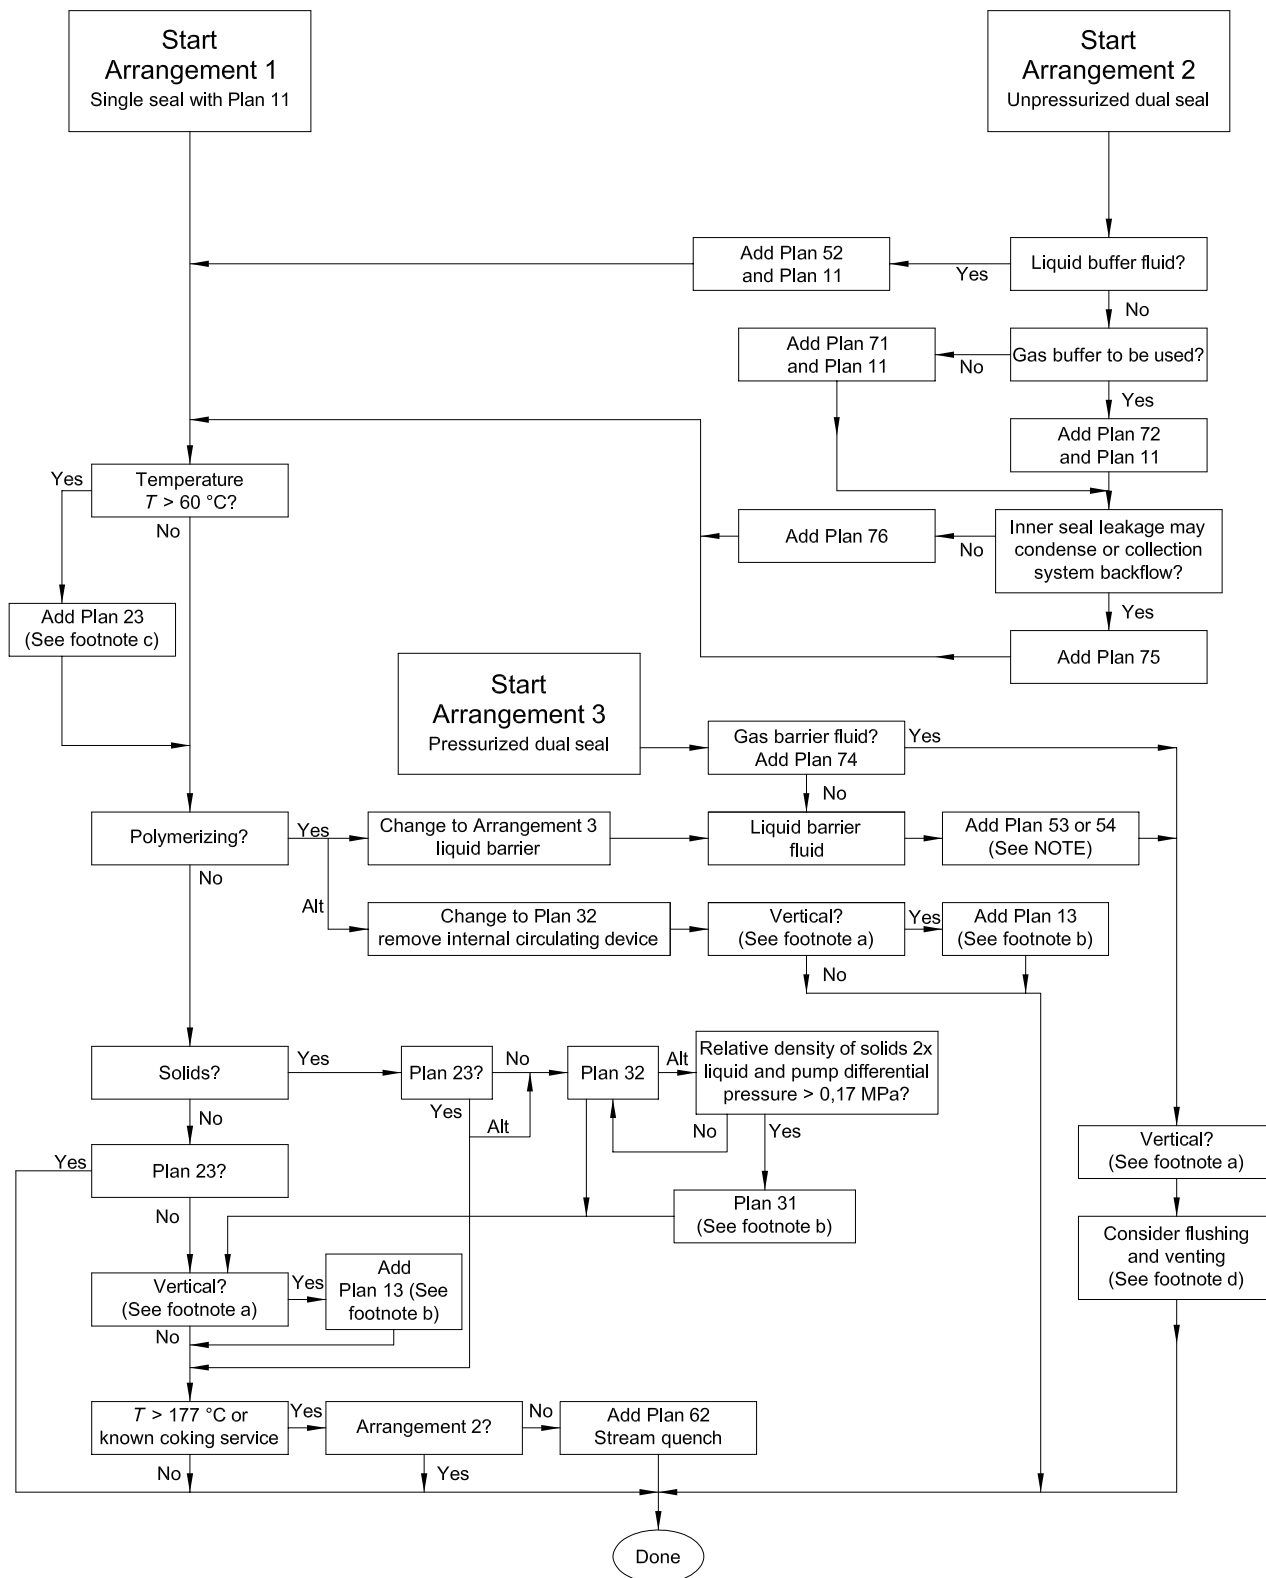 Start
Arrangement 1
Single seal with Plan 11
Start
Arrangement 2
Unpressurized dual seal
Add Plan 52
and Plan 11
Yes
Liquid buffer fluid?
No
Add Plan 71
and Plan 11
No
Gas buffer to be used?
Yes
Add Plan 72
and Plan 11
Yes
Temperature
T > 60 °C?
No
Add Plan 76
No
Inner seal leakage may
condense or collection
system backflow?
Yes
Add Plan 23
(See footnote c)
Add Plan 75
Start
Arrangement 3
Pressurized dual seal
Gas barrier fluid?
Add Plan 74
Yes
No
Polymerizing?
Yes
Change to Arrangement 3
liquid barrier
Liquid barrier
fluid
Add Plan 53 or 54
(See NOTE)
No
Alt
Change to Plan 32
remove internal circulating device
Vertical?
(See footnote a)
Yes
Add Plan 13
(See footnote b)
No
Solids?
Yes
Plan 23?
No
Plan 32
Alt
Relative density of solids 2x
liquid and pump differential
pressure > 0,17 MPa?
No
Yes
Alt
No
Yes
Yes
Plan 23?
No
Plan 31
(See footnote b)
Vertical?
(See footnote a)
Consider flushing
and venting
(See footnote d)
Vertical?
(See footnote a)
Yes
Add
Plan 13 (See
footnote b)
No
T > 177 °C or
known coking service
Yes
Arrangement 2?
No
Add Plan 62
Stream quench
No
Yes
Done